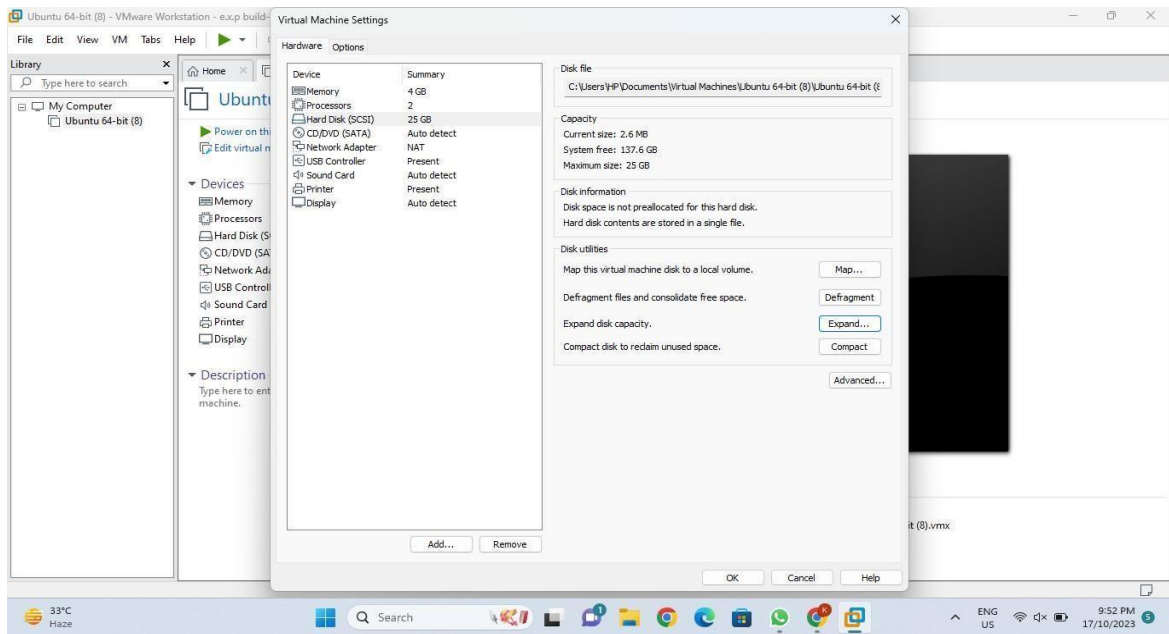 Ubuntu 64-bit (8) - VMware Workstation - e.x.p build-
File Edit View VM Tabs Help
Library
Type here to search
My Computer
Ubuntu 64-bit (8)
Home
Ubuntu
Power on thi
Edit virtual m
Devices
Memory
Processors
Hard Disk (SC
CD/DVD (SA
Network Ada
USB Controll
Sound Card
Printer
Display
Description
Type here to ent
machine.
Virtual Machine Settings
Hardware Options
Device Summary
Memory 4 GB
Processors 2
Hard Disk (SCSI) 25 GB
CD/DVD (SATA) Auto detect
Network Adapter NAT
USB Controller Present
Sound Card Auto detect
Printer Present
Display Auto detect
Add... Remove
Disk file
C:\Users\HP\Documents\Virtual Machines\Ubuntu 64-bit (8)\Ubuntu 64-bit (8
Capacity
Current size: 2.6 MB
System free: 137.6 GB
Maximum size: 25 GB
Disk information
Disk space is not preallocated for this hard disk.
Hard disk contents are stored in a single file.
Disk utilities
Map this virtual machine disk to a local volume. Map...
Defragment files and consolidate free space. Defragment
Expand disk capacity. Expand...
Compact disk to reclaim unused space. Compact
Advanced...
OK Cancel Help
it (8).vmx
33°C
Haze
Search
ENG
US
9:52 PM
17/10/2023
5